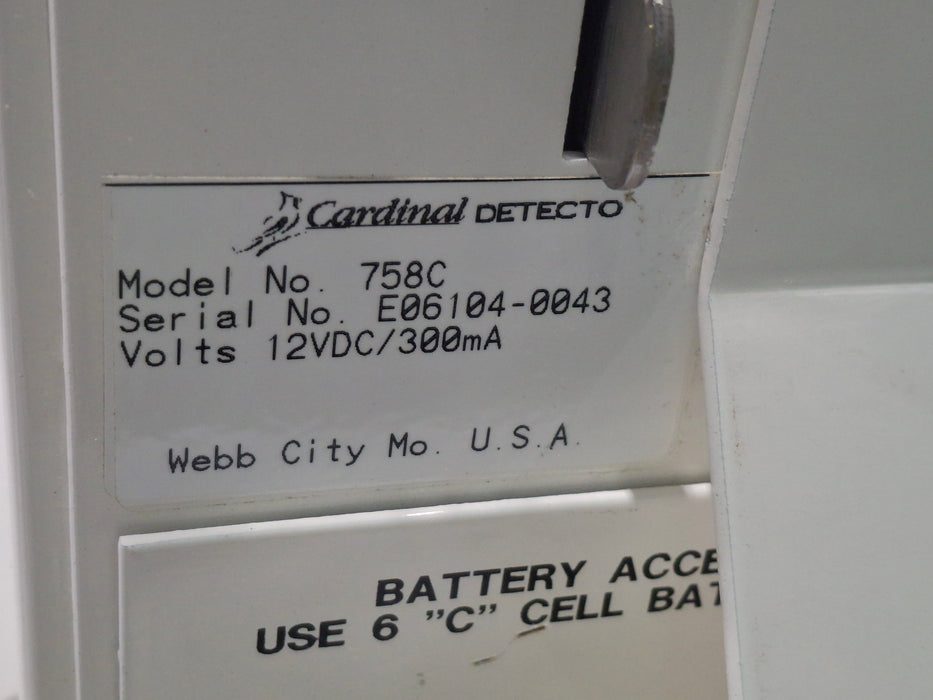 Cardinal DETECTO
Model No. 758C
Serial No. E06104-0043
Volts 12VDC/300mA
Webb City Mo. U.S.A.
BATTERY ACCE
USE 6 "C" CELL BAT